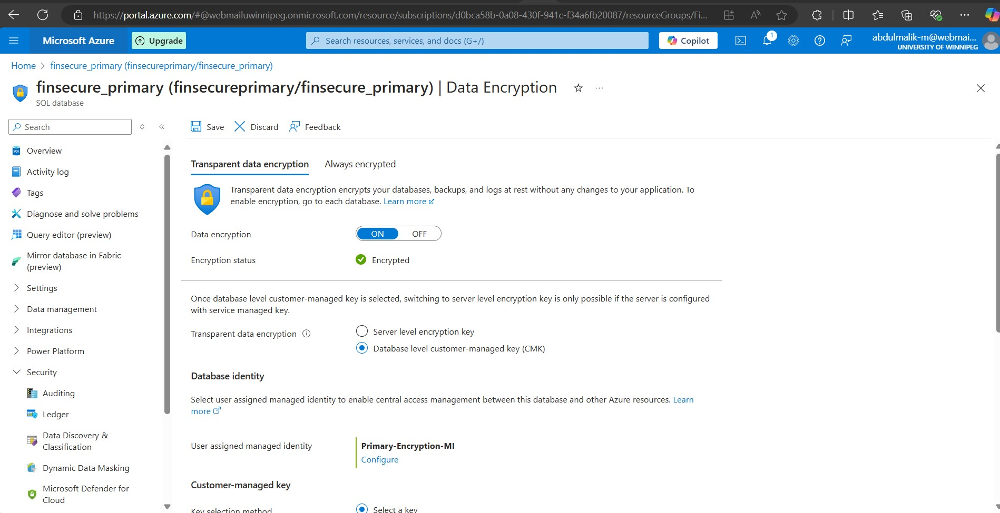 https://portal.azure.com/#@webmailuwinnipeg.onmicrosoft.com/resource/subscriptions/d0bca58b-0a08-430f-941c-f34a6fb20087/resourceGroups/Fi...
Microsoft Azure
Upgrade
Search resources, services, and docs (G+/)
Copilot
1
abdulmalik-m@webmai...
UNIVERSITY OF WINNIPEG
Home > finsecure_primary (finsecureprimary/finsecure_primary)
finsecure_primary (finsecureprimary/finsecure_primary) | Data Encryption
SQL database
Search
Overview
Activity log
Tags
Diagnose and solve problems
Query editor (preview)
Mirror database in Fabric
(preview)
Settings
Data management
Integrations
Power Platform
Security
Auditing
Ledger
Data Discovery &
Classification
Dynamic Data Masking
Microsoft Defender for
Cloud
Save Discard Feedback
Transparent data encryption Always encrypted
Transparent data encryption encrypts your databases, backups, and logs at rest without any changes to your application. To
enable encryption, go to each database. Learn more
Data encryption ON OFF
Encryption status Encrypted
Once database level customer-managed key is selected, switching to server level encryption key is only possible if the server is configured
with service managed key.
Transparent data encryption Server level encryption key
Database level customer-managed key (CMK)
Database identity
Select user assigned managed identity to enable central access management between this database and other Azure resources. Learn
more
User assigned managed identity Primary-Encryption-MI
Configure
Customer-managed key
Key selection method Select a key